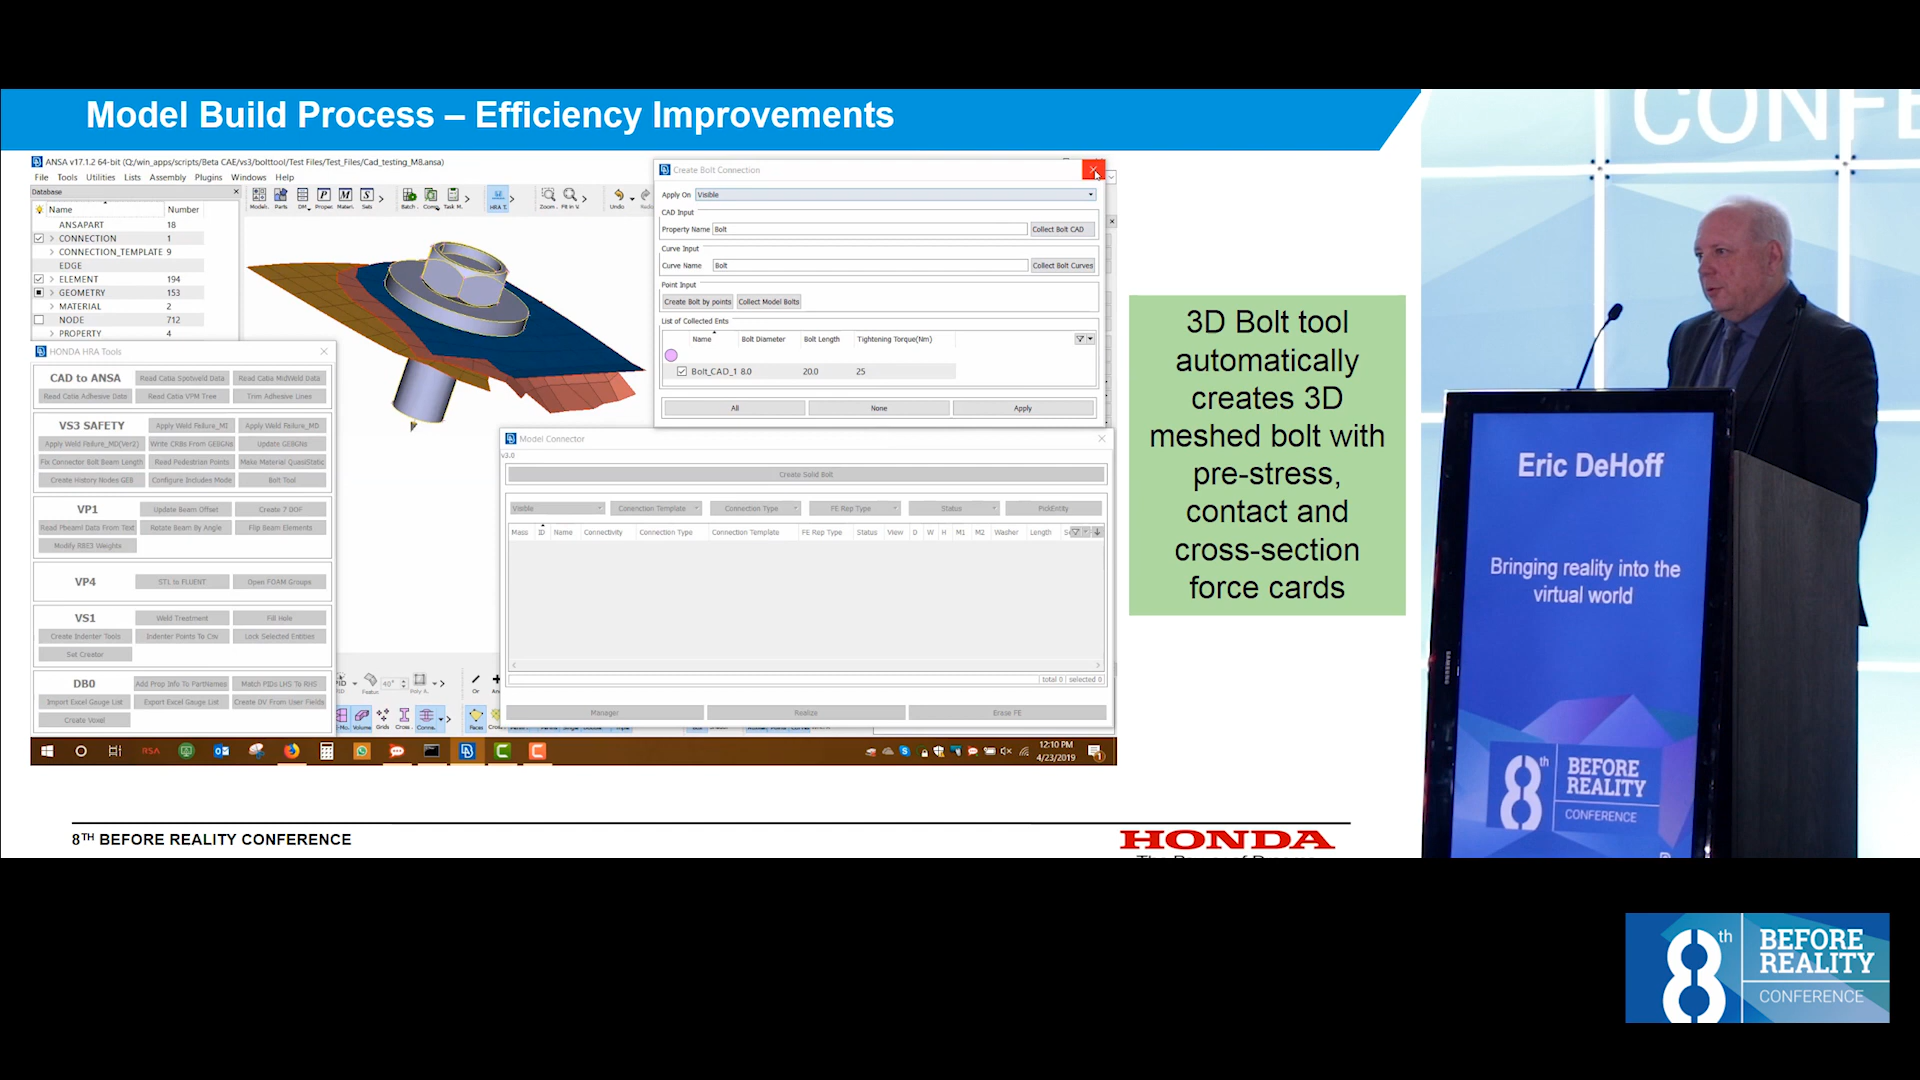 Model Build Process – Efficiency Improvements
ANSA v17.1.2 64-bit (Q:/win_apps/scripts/Beta CAE/vs3/bolttool/Test Files/Test_Files/Cad_testing_M8.ansa)
File Tools Utilities Lists Assembly Plugins Windows Help
Database
Name Number
ANSAPART 18
CONNECTION 1
CONNECTION_TEMPLATE 9
EDGE
ELEMENT 194
GEOMETRY 153
MATERIAL 2
NODE 712
PROPERTY 4
Undo
Create Bolt Connection
Apply On Visible
CAD Input
Property Name Bolt Collect Bolt CAD
Curve Input
Curve Name Bolt Collect Bolt Curves
Point Input
Create Bolt by points Collect Model Bolts
List of Collected Ents
Name Bolt Diameter Bolt Length Tightening Torque(Nm)
Bolt_CAD_1 8.0 20.0 25
All None Apply
HONDA HRA Tools
CAD to ANSA Read Catia Spotweld Data Read Catia MidWeld Data
Read Catia Adhesive Data Read Catia VPM Tree Trim Adhesive Lines
VS3 SAFETY Apply Weld Failure_MI Apply Weld Failure_MD
Apply Weld Failure_MD(Ver2) Write CRBs From GEBGNs Update GEBGNs
Fix Connector Bolt Beam Length Read Pedestrian Points Make Material QuasiStatic
Create History Nodes GEB Configure Includes Mode Bolt Tool
VP1 Update Beam Offset Create 7 DOF
Read Pbeaml Data From Text Rotate Beam By Angle Flip Beam Elements
Modify RBE3 Weights
VP4 STL to FLUENT Open FOAM Groups
VS1 Weld Treatment Fill Hole
Create Indenter Tools Indenter Points To Csv Lock Selected Entities
Set Creator
DB0 Add Prop Info To PartNames Match PIDs LHS To RHS
Import Excel Gauge List Export Excel Gauge List Create DV From User Fields
Create Voxel
Model Connector
v3.0
Create Solid Bolt
Visible Connection Template Connection Type FE Rep Type Status PickEntity
Mass ID Name Connectivity Connection Type Connection Template FE Rep Type Status View D W H M1 M2 Washer Length
total 0 selected 0
Manager Realize Erase FE
12:10 PM
4/23/2019
3D Bolt tool
automatically
creates 3D
meshed bolt with
pre-stress,
contact and
cross-section
force cards
8TH BEFORE REALITY CONFERENCE
HONDA
CONFE
Eric DeHoff
Bringing reality into the
virtual world
8th BEFORE
REALITY
CONFERENCE
SAMSUNG
8th BEFORE
REALITY
CONFERENCE